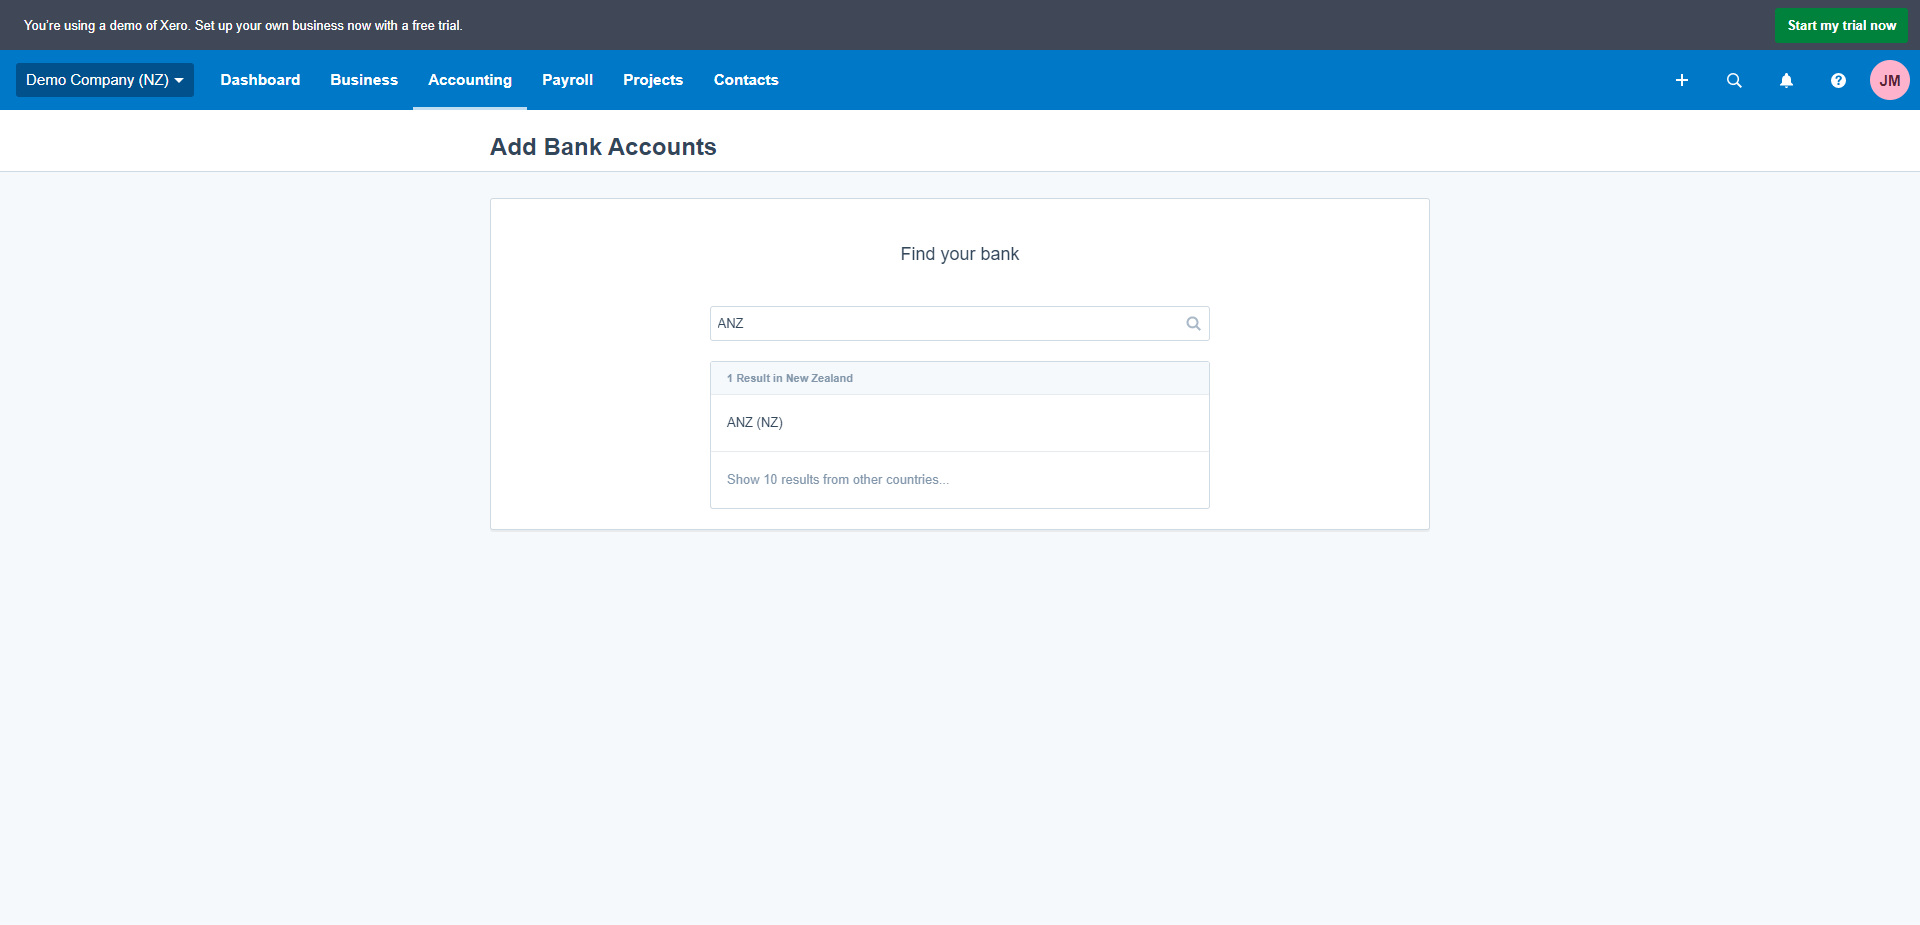 You're using a demo of Xero. Set up your own business now with a free trial.
Start my trial now
Demo Company (NZ)
Dashboard
Business
Accounting
Payroll
Projects
Contacts
JM
Add Bank Accounts
Find your bank
ANZ
1 Result in New Zealand
ANZ (NZ)
Show 10 results from other countries...